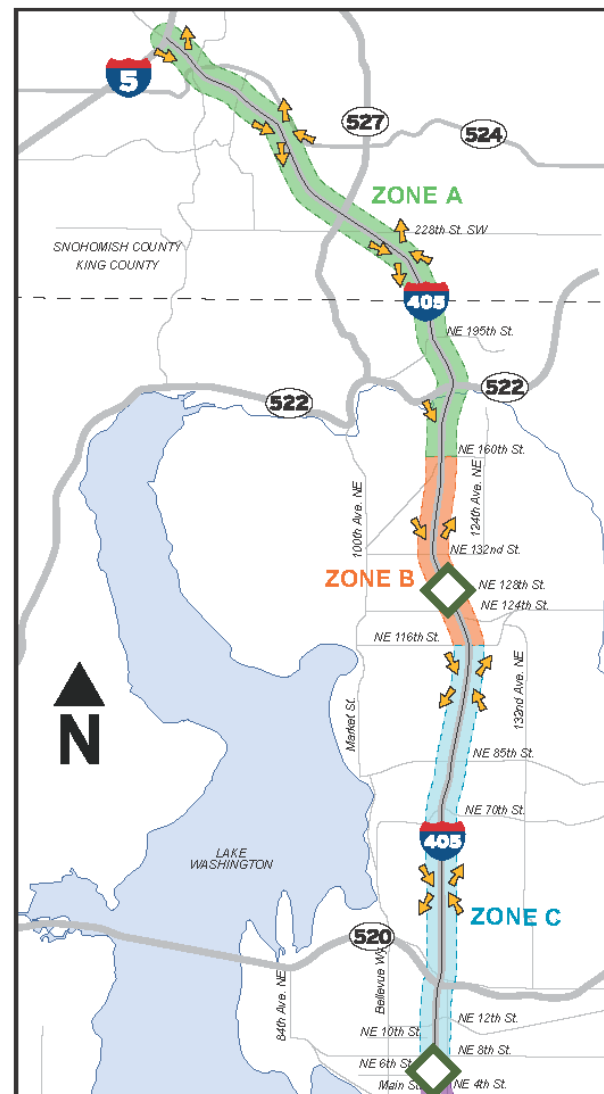 5
527
524
ZONE A
228th St. SW
SNOHOMISH COUNTY
KING COUNTY
405
NE 195th St.
522
522
NE 160th St.
124th Ave. NE
100th Ave. NE
NE 132nd St.
ZONE B
NE 128th St.
NE 124th St.
NE 116th St.
132nd Ave. NE
N
Market St.
NE 85th St.
NE 70th St.
405
LAKE
WASHINGTON
ZONE C
520
84th Ave. NE
Bellevue Wy.
NE 12th St.
NE 10th St.
NE 8th St.
NE 6th St.
Main St.
NE 4th St.